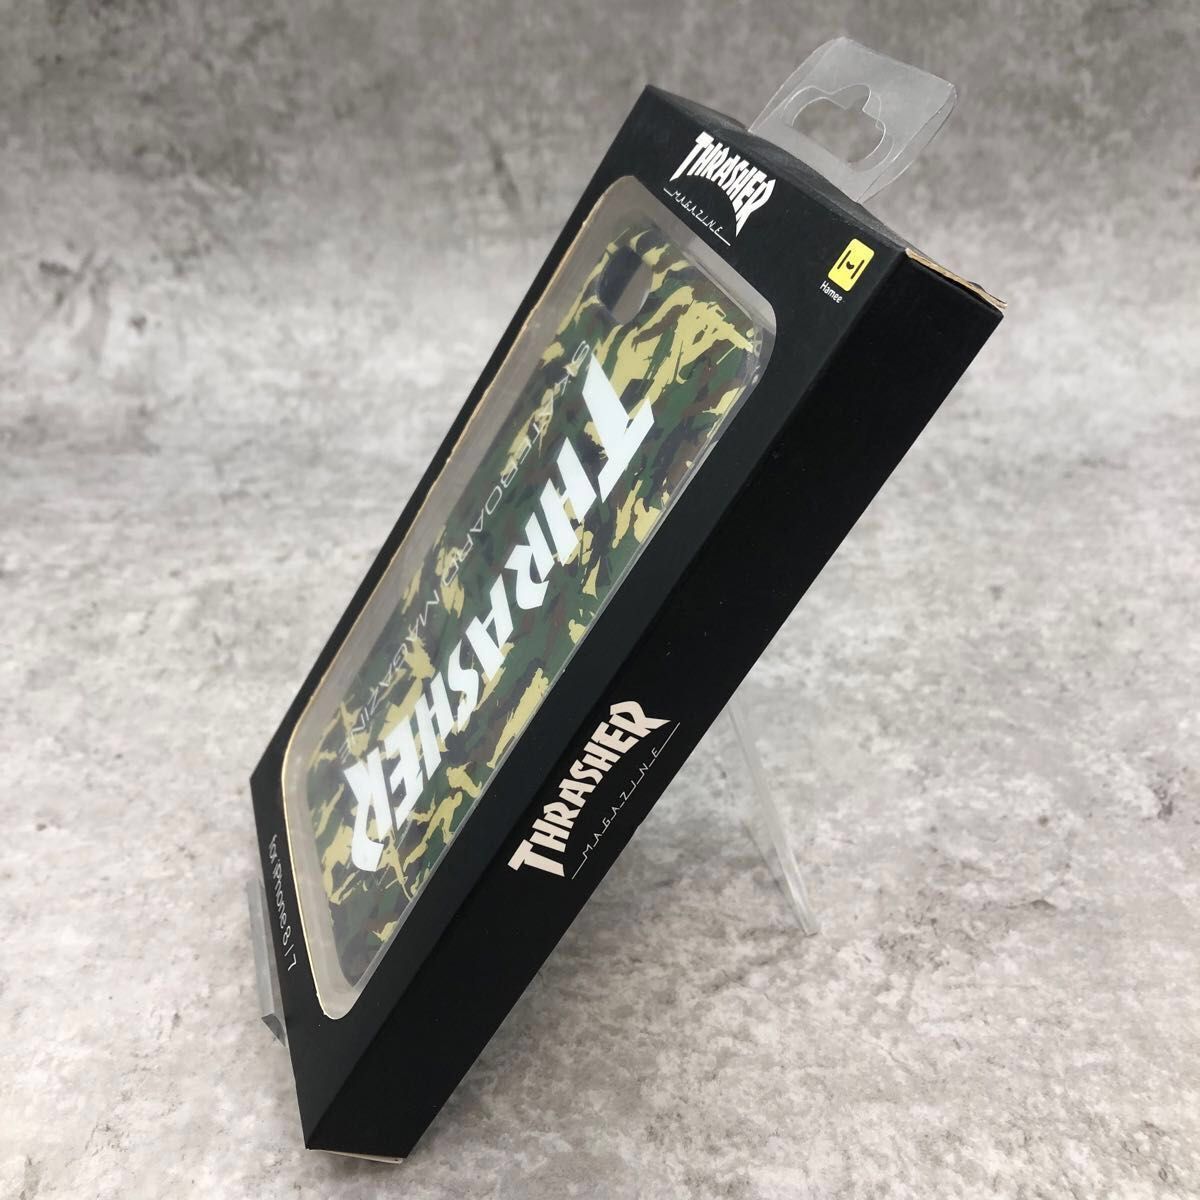 THRASHER
MAGAZINE
Hamee
THRASHER
SKATEBOARD MAGAZINE
for iPhone 8 / 7
THRASHER
MAGAZINE